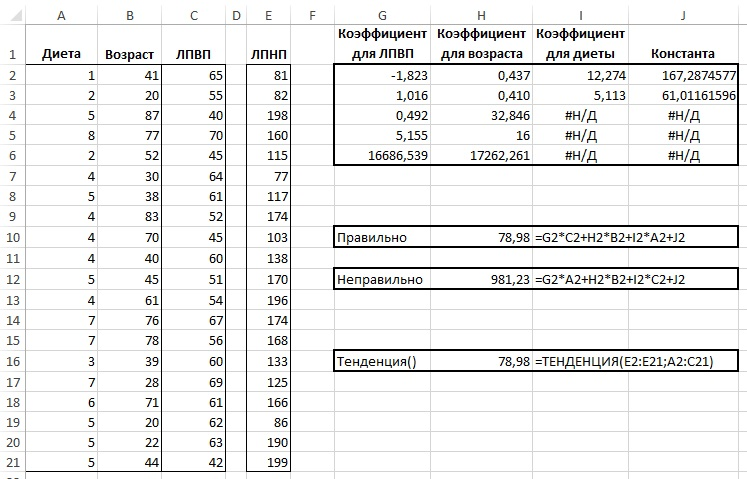 A B C D E F G H I J
Коэффициент Коэффициент Коэффициент
1 Диета Возраст ЛПВП ЛПНП для ЛПВП для возраста для диеты Константа
2 1 41 65 81 -1,823 0,437 12,274 167,2874577
3 2 20 55 82 1,016 0,410 5,113 61,01161596
4 5 87 40 198 0,492 32,846 #Н/Д #Н/Д
5 8 77 70 160 5,155 16 #Н/Д #Н/Д
6 2 52 45 115 16686,539 17262,261 #Н/Д #Н/Д
7 4 30 64 77
8 5 38 61 117
9 4 83 52 174
10 4 70 45 103 Правильно 78,98 =G2*C2+H2*B2+I2*A2+J2
11 4 40 60 138
12 5 45 51 170 Неправильно 981,23 =G2*A2+H2*B2+I2*C2+J2
13 4 61 54 196
14 7 76 67 174
15 7 78 56 168
16 3 39 60 133 Тенденция() 78,98 =ТЕНДЕНЦИЯ(E2:E21;A2:C21)
17 7 28 69 125
18 6 71 61 166
19 5 20 62 86
20 5 22 63 190
21 5 44 42 199